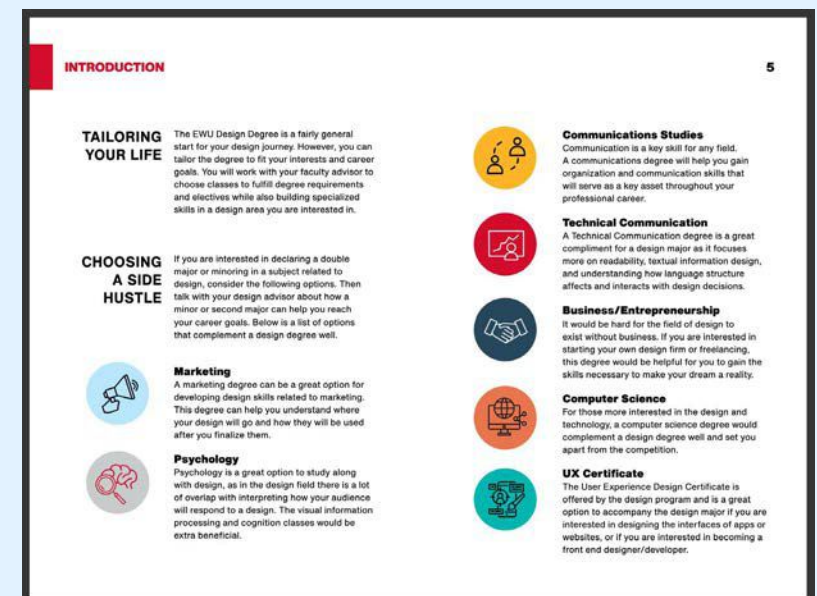 INTRODUCTION
5
TAILORING
YOUR LIFE
The EWU Design Degree is a fairly general
start for your design journey. However, you can
tailor the degree to fit your interests and career
goals. You will work with your faculty advisor to
choose classes to fulfill degree requirements
and electives while also building specialized
skills in a design area you are interested in.
CHOOSING
A SIDE
HUSTLE
If you are interested in declaring a double
major or minoring in a subject related to
design, consider the following options. Then
talk with your design advisor about how a
minor or second major can help you reach
your career goals. Below is a list of options
that complement a design degree well.
Marketing
A marketing degree can be a great option for
developing design skills related to marketing.
This degree can help you understand where
your design will go and how they will be used
after you finalize them.
Psychology
Psychology is a great option to study along
with design, as in the design field there is a lot
of overlap with interpreting how your audience
will respond to a design. The visual information
processing and cognition classes would be
extra beneficial.
Communications Studies
Communication is a key skill for any field.
A communications degree will help you gain
organization and communication skills that
will serve as a key asset throughout your
professional career.
Technical Communication
A Technical Communication degree is a great
compliment for a design major as it focuses
more on readability, textual information design,
and understanding how language structure
affects and interacts with design decisions.
Business/Entrepreneurship
It would be hard for the field of design to
exist without business. If you are interested in
starting your own design firm or freelancing,
this degree would be helpful for you to gain the
skills necessary to make your dream a reality.
Computer Science
For those more interested in the design and
technology, a computer science degree would
complement a design degree well and set you
apart from the competition.
UX Certificate
The User Experience Design Certificate is
offered by the design program and is a great
option to accompany the design major if you are
interested in designing the interfaces of apps or
websites, or if you are interested in becoming a
front end designer/developer.